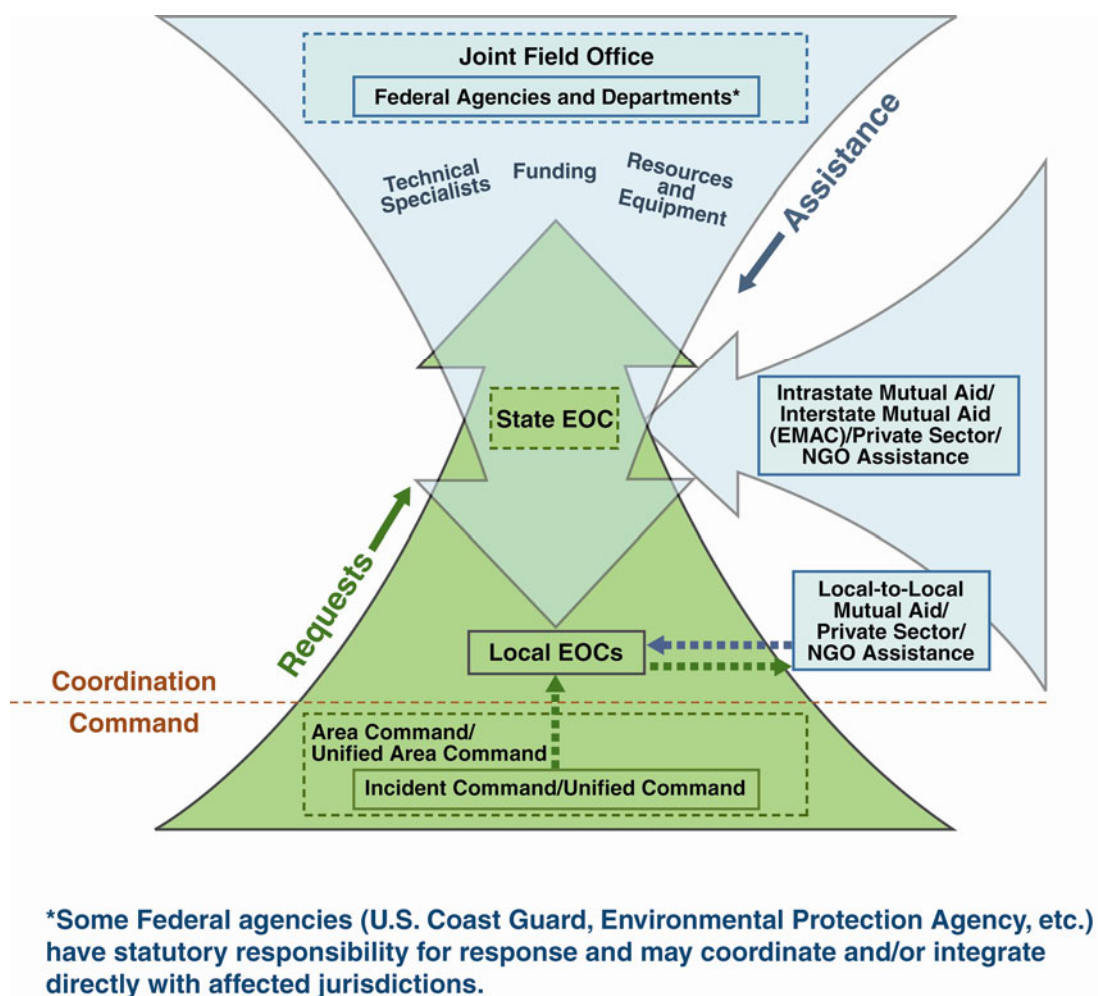 Joint Field Office
Federal Agencies and Departments*
Technical
Specialists
Funding
Resources
and
Equipment
Assistance
State EOC
Intrastate Mutual Aid/
Interstate Mutual Aid
(EMAC)/Private Sector/
NGO Assistance
Requests
Local-to-Local
Mutual Aid/
Private Sector/
NGO Assistance
Local EOCs
Coordination
Command
Area Command/
Unified Area Command
Incident Command/Unified Command
*Some Federal agencies (U.S. Coast Guard, Environmental Protection Agency, etc.)
have statutory responsibility for response and may coordinate and/or integrate
directly with affected jurisdictions.